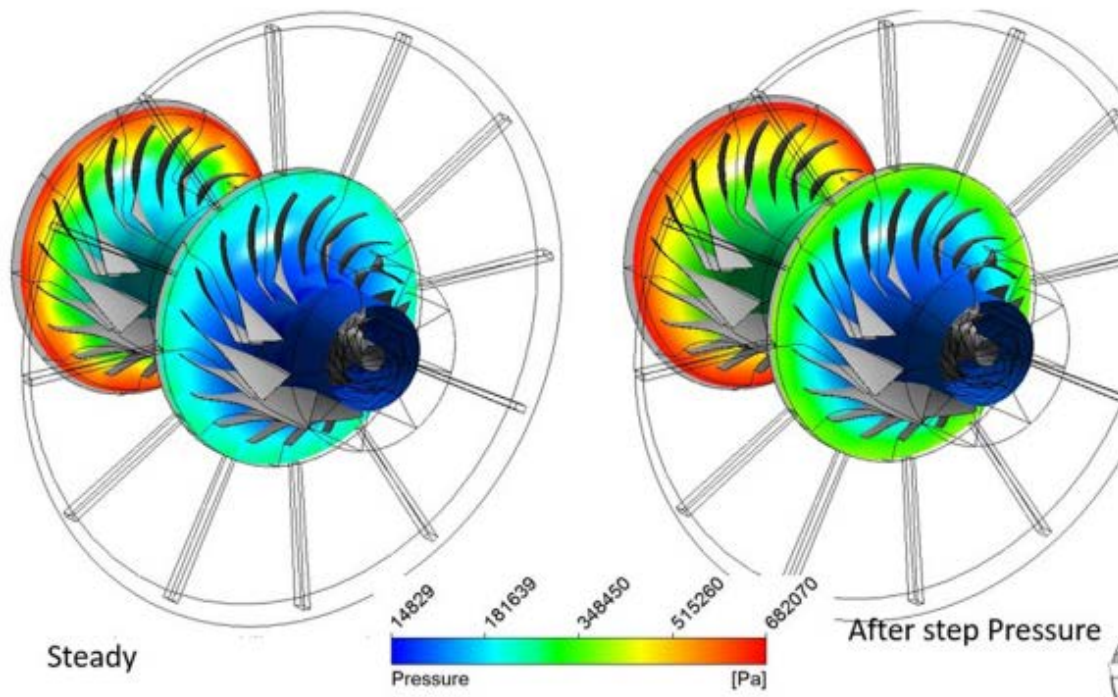 14829
181639
348450
515260
682070
Pressure [Pa]
Steady
After step Pressure